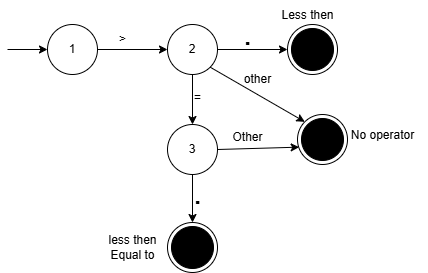 Less then
>
.
1
2
other
=
Other
No operator
3
.
less then
Equal to